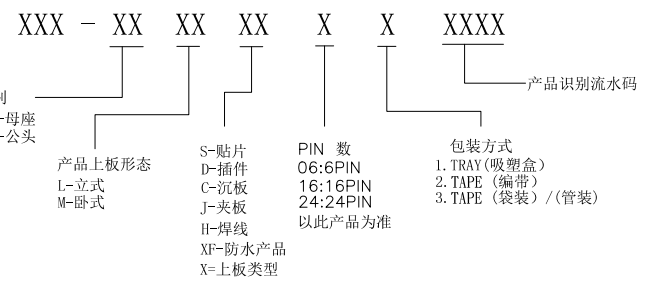 XXX-XX XX XX X X XXXX
产品识别流水码
-母座
-公头
产品上板形态
L-立式
M-卧式
S-贴片
D-插件
C-沉板
J-夹板
H-焊线
XF-防水产品
X=上板类型
PIN 数
06:6PIN
16:16PIN
24:24PIN
以此产品为准
包装方式
1.TRAY(吸塑盒)
2.TAPE (编带)
3.TAPE (袋装)/(管装)